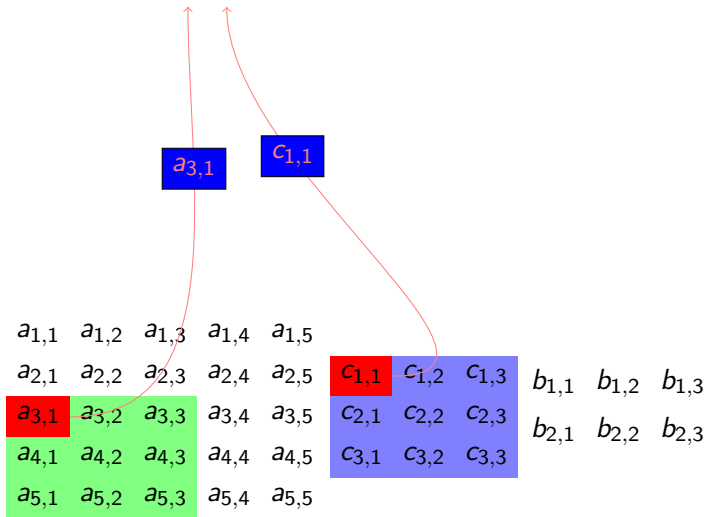 a3,1 c1,1
a1,1 a1,2 a1,3 a1,4 a1,5
a2,1 a2,2 a2,3 a2,4 a2,5
a3,1 a3,2 a3,3 a3,4 a3,5
a4,1 a4,2 a4,3 a4,4 a4,5
a5,1 a5,2 a5,3 a5,4 a5,5
c1,1 c1,2 c1,3
c2,1 c2,2 c2,3
c3,1 c3,2 c3,3
b1,1 b1,2 b1,3
b2,1 b2,2 b2,3